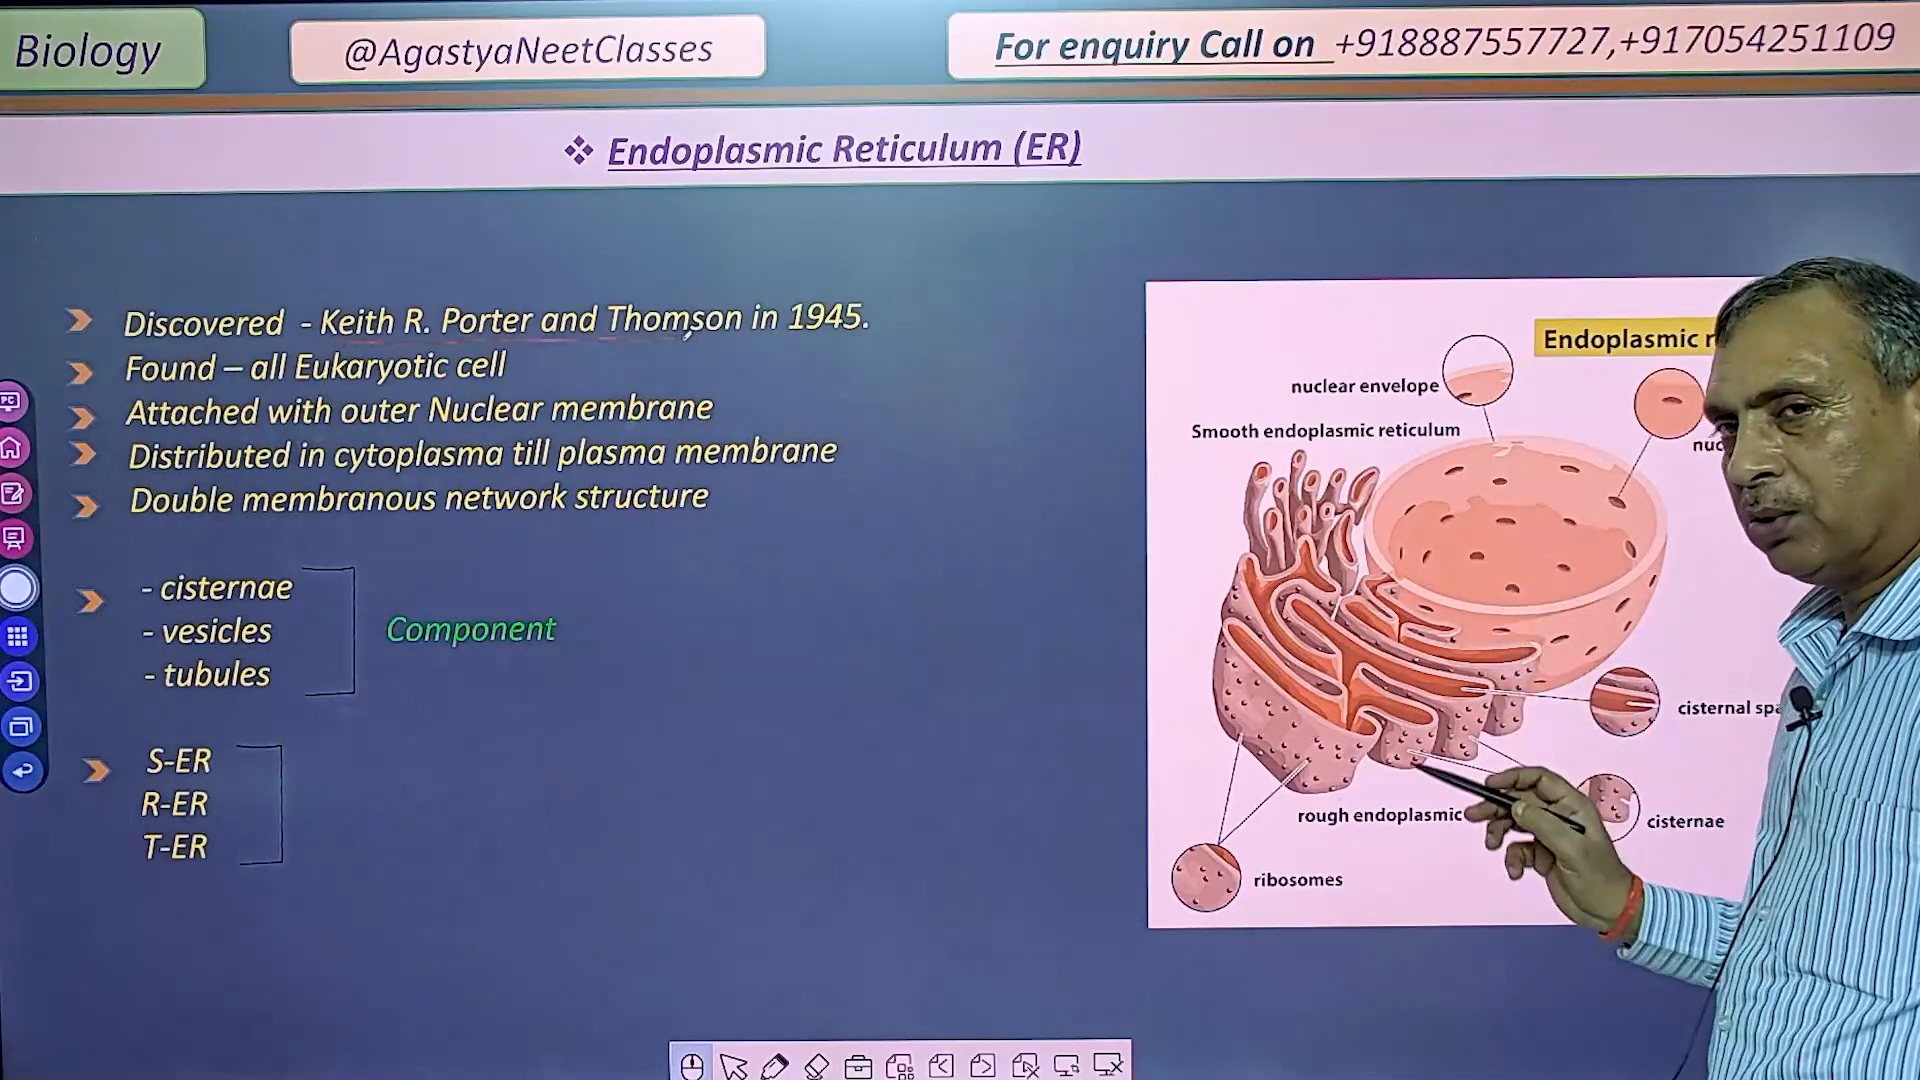 Biology
@AgastyaNeetClasses
For enquiry Call on +918887557727,+917054251109
❖ Endoplasmic Reticulum (ER)
Discovered - Keith R. Porter and Thomson in 1945.
Found – all Eukaryotic cell
Attached with outer Nuclear membrane
Distributed in cytoplasma till plasma membrane
Double membranous network structure
- cisternae
- vesicles
- tubules
Component
S-ER
R-ER
T-ER
Endoplasmic
nuclear envelope
Smooth endoplasmic reticulum
cisternal
rough endoplasmic
cisternae
ribosomes
PC